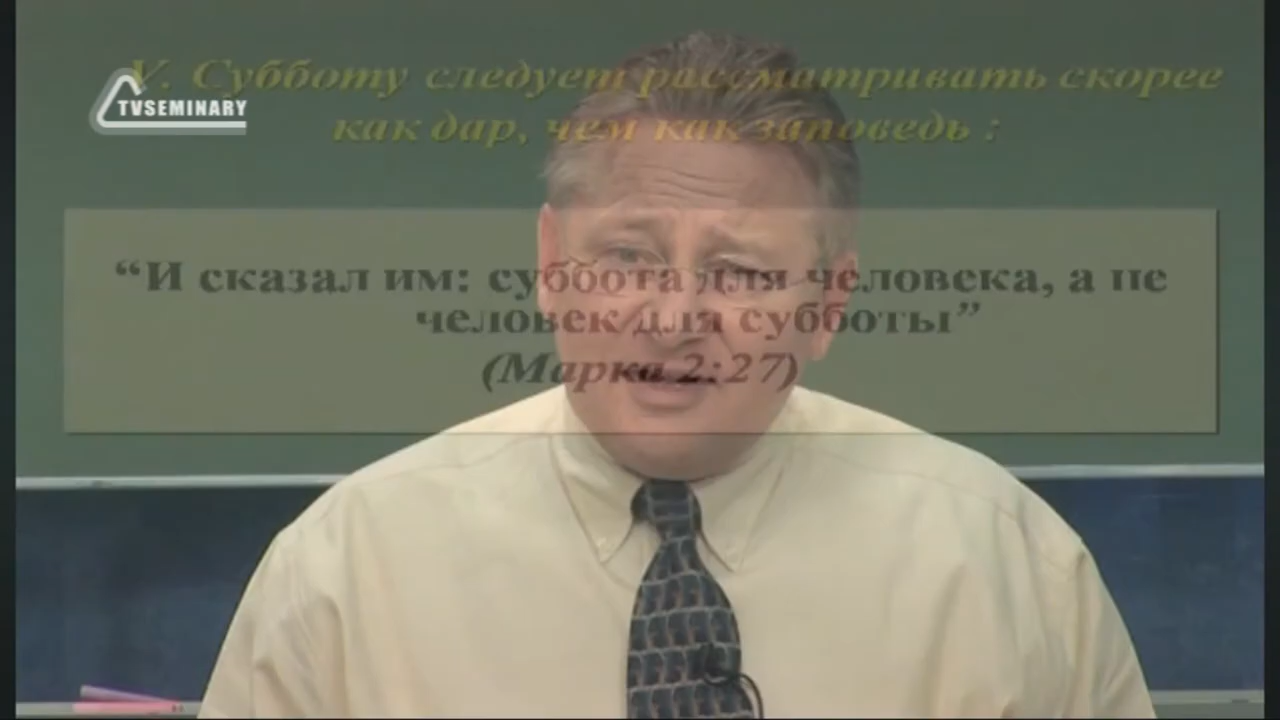 V. Субботу следует рассматривать скорее
как дар, чем как заповедь :
TVSEMINARY
“И сказал им: суббота для человека, а не
человек для субботы”
(Марка 2:27)